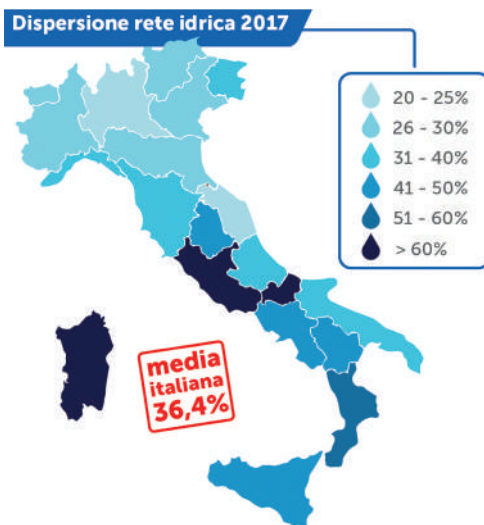 Dispersione rete idrica 2017
20 - 25%
26 - 30%
31 - 40%
41 - 50%
51 - 60%
> 60%
media
italiana
36,4%